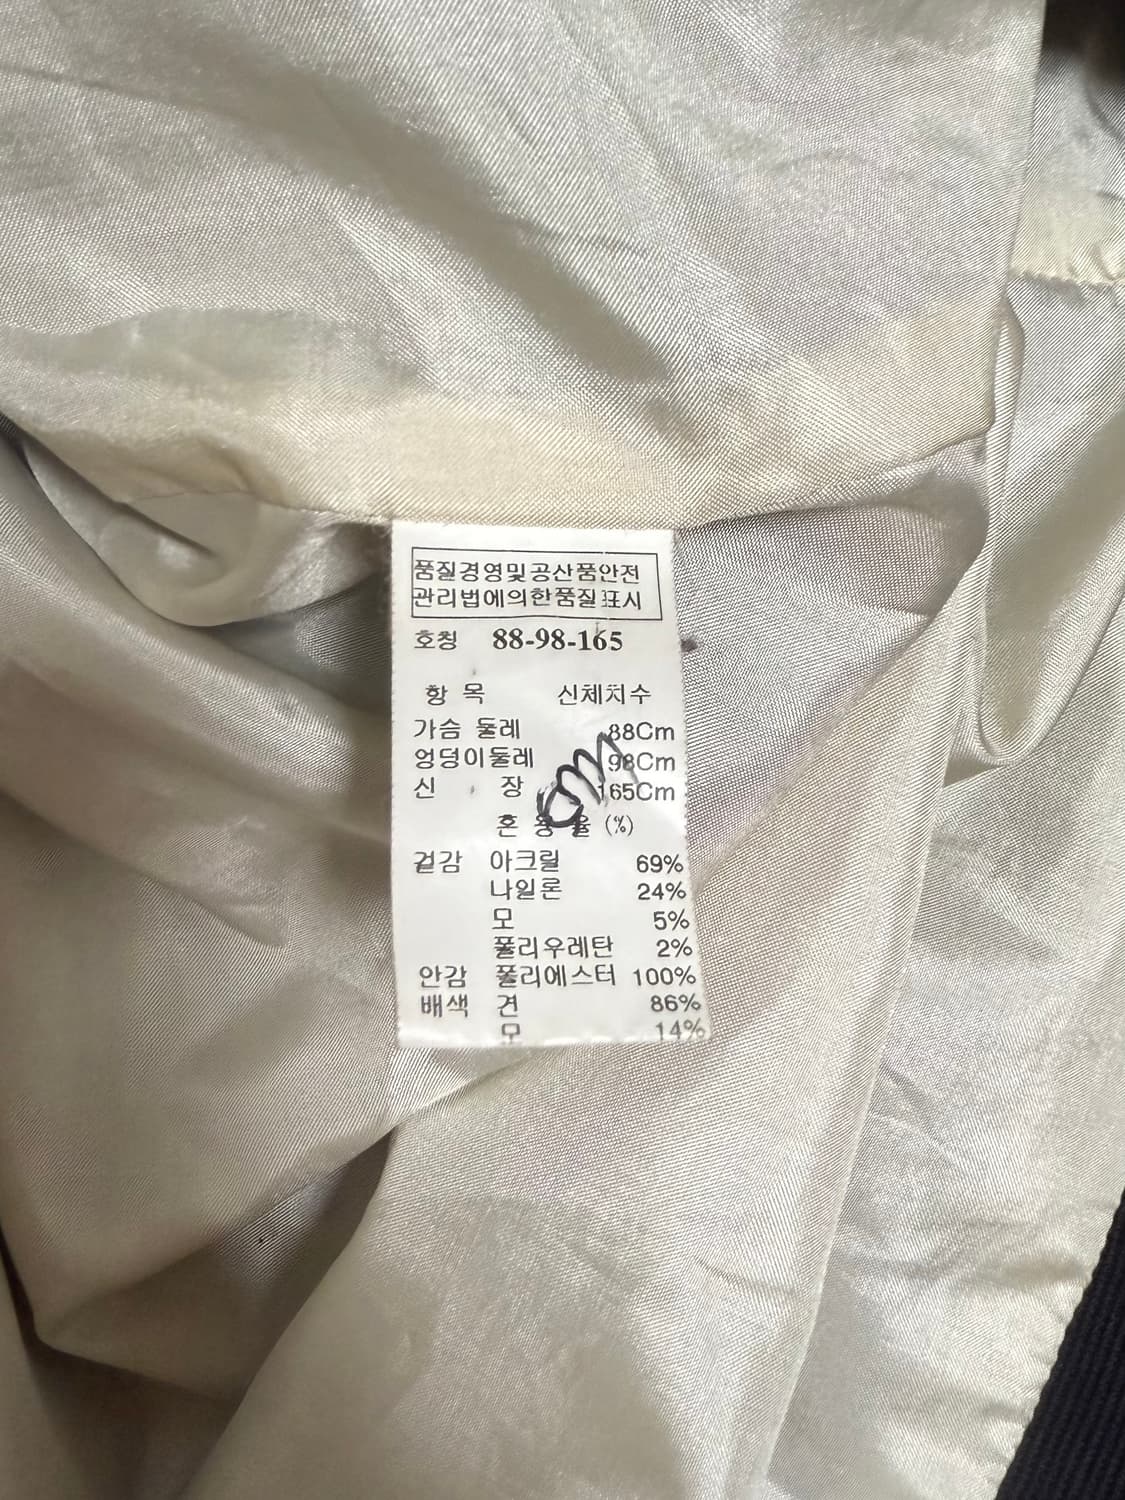 품질경영및공산품안전
관리법에의한품질표시
호칭 88-98-165
항 목 신체치수
가슴 둘레 88Cm
엉덩이둘레 98Cm
신 장 165Cm
혼 용 율 (%)
겉감 아크릴 69%
나일론 24%
모 5%
폴리우레탄 2%
안감 폴리에스터 100%
배색 견 86%
모 14%